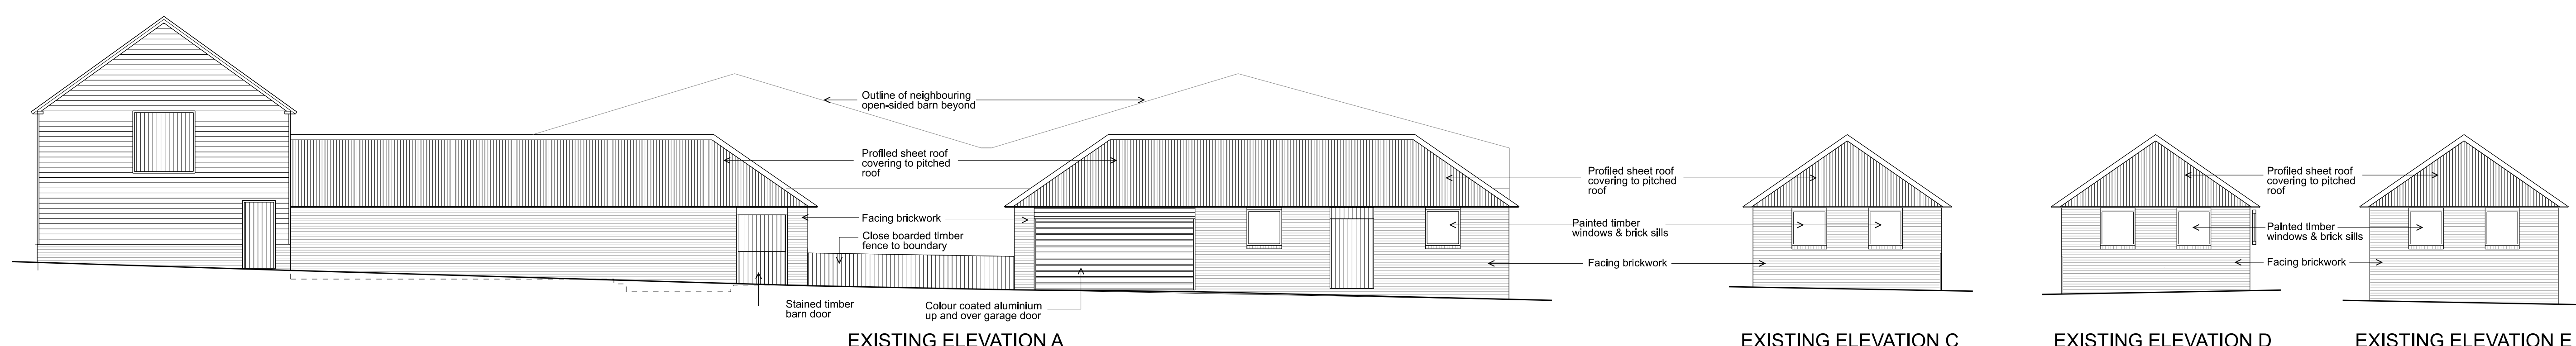 Outline of neighbouring
open-sided barn beyond
Profiled sheet roof
covering to pitched
roof
Facing brickwork
Close boarded timber
fence to boundary
Stained timber
barn door
Colour coated aluminium
up and over garage door
EXISTING ELEVATION A
Profiled sheet roof
covering to pitched
roof
Painted timber
windows & brick sills
Facing brickwork
EXISTING ELEVATION C
EXISTING ELEVATION D
Profiled sheet roof
covering to pitched
roof
Painted timber
windows & brick sills
Facing brickwork
EXISTING ELEVATION E